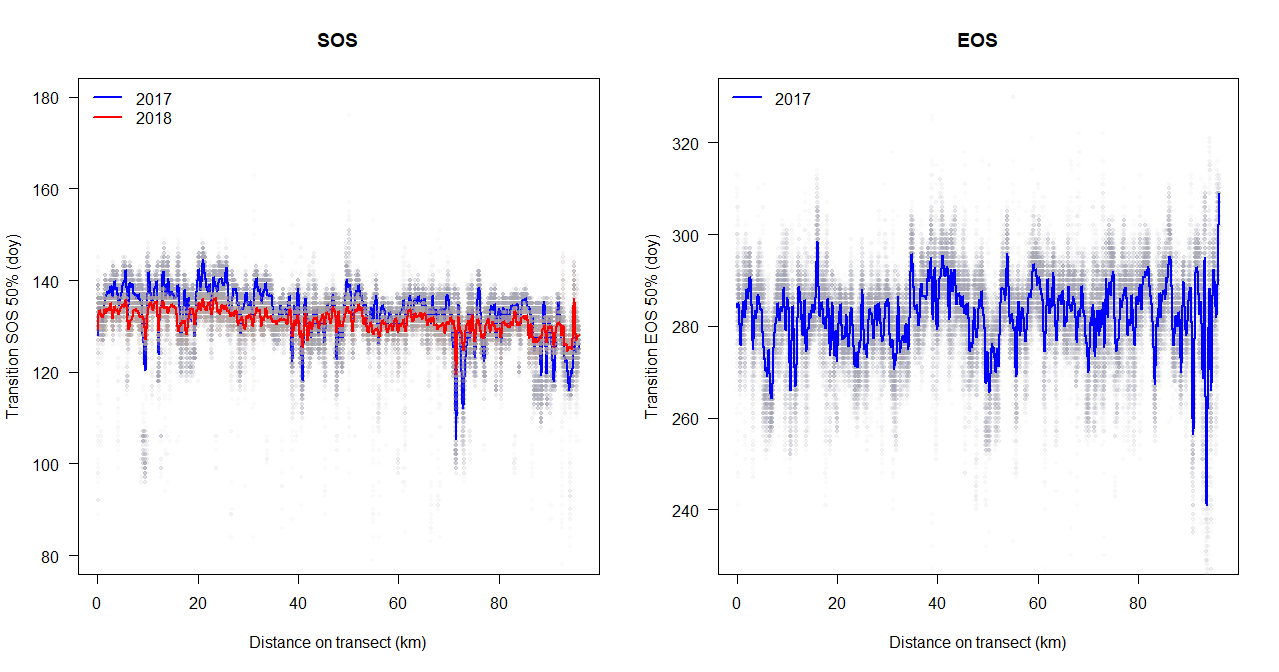 SOS
2017
2018
Transition SOS 50% (doy)
180
160
140
120
100
80
0 20 40 60 80
Distance on transect (km)
EOS
2017
Transition EOS 50% (doy)
320
300
280
260
240
0 20 40 60 80
Distance on transect (km)